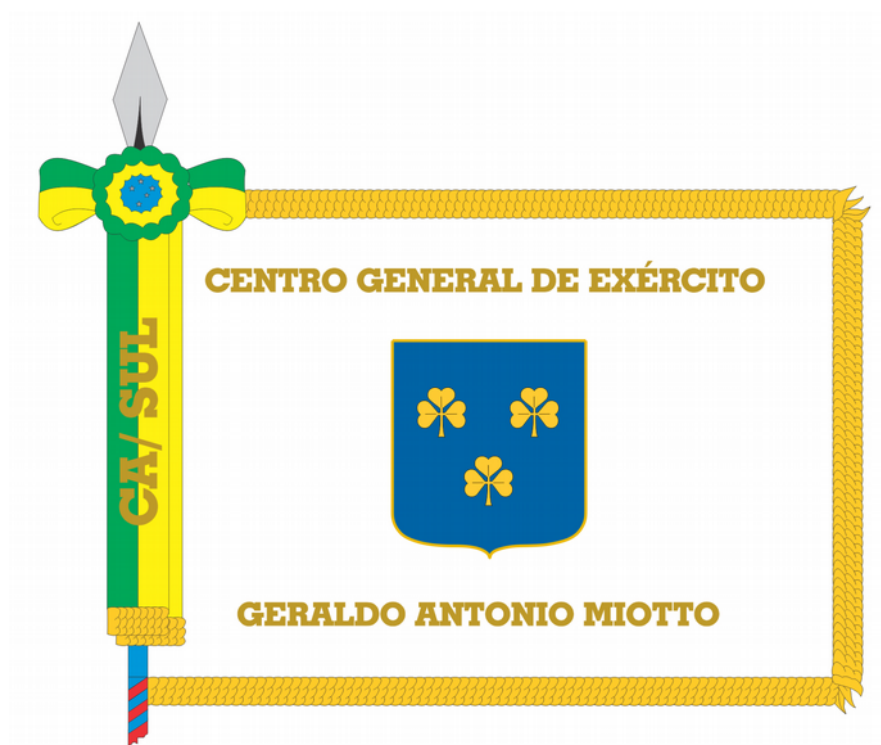 CENTRO GENERAL DE EXÉRCITO
CA/ SUL
GERALDO ANTONIO MIOTTO